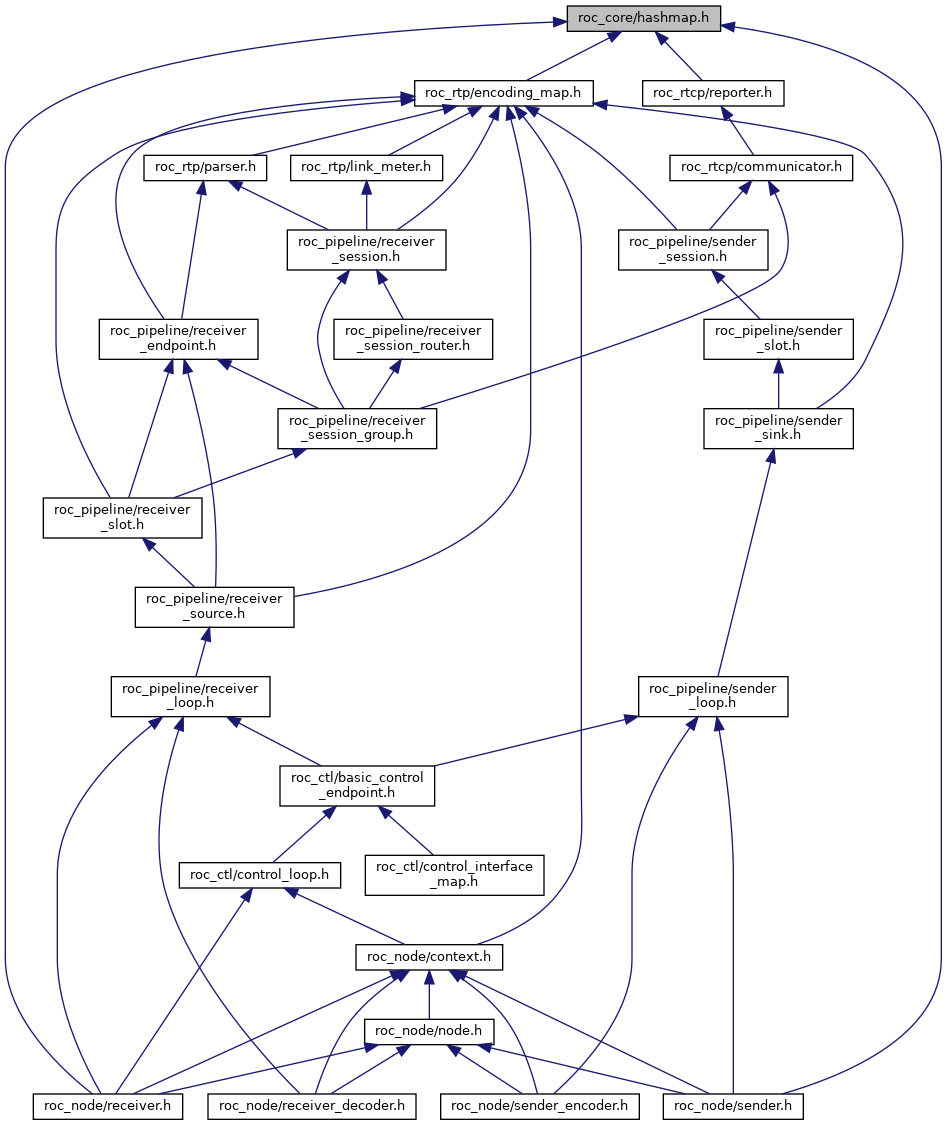 roc_core/hashmap.h
roc_rtp/encoding_map.h
roc_rtcp/reporter.h
roc_rtp/parser.h
roc_rtp/link_meter.h
roc_rtcp/communicator.h
roc_pipeline/receiver
_session.h
roc_pipeline/sender
_session.h
roc_pipeline/receiver
_endpoint.h
roc_pipeline/receiver
_session_router.h
roc_pipeline/sender
_slot.h
roc_pipeline/receiver
_session_group.h
roc_pipeline/sender
_sink.h
roc_pipeline/receiver
_slot.h
roc_pipeline/receiver
_source.h
roc_pipeline/receiver
_loop.h
roc_pipeline/sender
_loop.h
roc_ctl/basic_control
_endpoint.h
roc_ctl/control_loop.h
roc_ctl/control_interface
_map.h
roc_node/context.h
roc_node/node.h
roc_node/receiver.h
roc_node/receiver_decoder.h
roc_node/sender_encoder.h
roc_node/sender.h